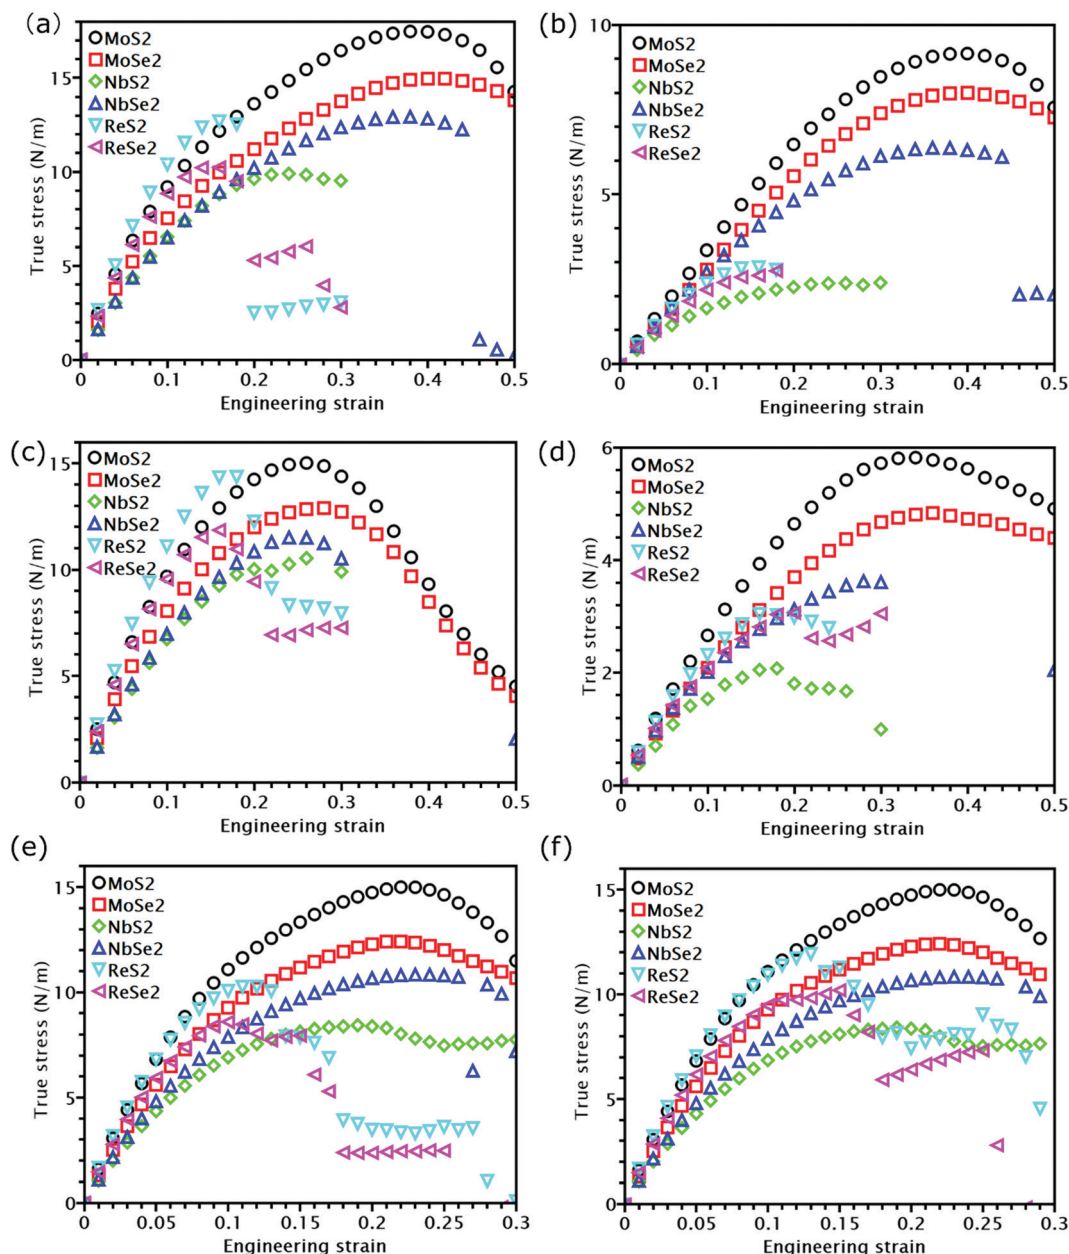 (a)
MoS2
MoSe2
NbS2
NbSe2
ReS2
ReSe2
True stress (N/m)
15
10
5
0
0 0.1 0.2 0.3 0.4 0.5
Engineering strain
(b)
MoS2
MoSe2
NbS2
NbSe2
ReS2
ReSe2
True stress (N/m)
10
5
0
0 0.1 0.2 0.3 0.4 0.5
Engineering strain
(c)
MoS2
MoSe2
NbS2
NbSe2
ReS2
ReSe2
True stress (N/m)
15
10
5
0
0 0.1 0.2 0.3 0.4 0.5
Engineering strain
(d)
MoS2
MoSe2
NbS2
NbSe2
ReS2
ReSe2
True stress (N/m)
6
4
2
0
0 0.1 0.2 0.3 0.4 0.5
Engineering strain
(e)
MoS2
MoSe2
NbS2
NbSe2
ReS2
ReSe2
True stress (N/m)
15
10
5
0
0 0.05 0.1 0.15 0.2 0.25 0.3
Engineering strain
(f)
MoS2
MoSe2
NbS2
NbSe2
ReS2
ReSe2
True stress (N/m)
15
10
5
0
0 0.05 0.1 0.15 0.2 0.25 0.3
Engineering strain